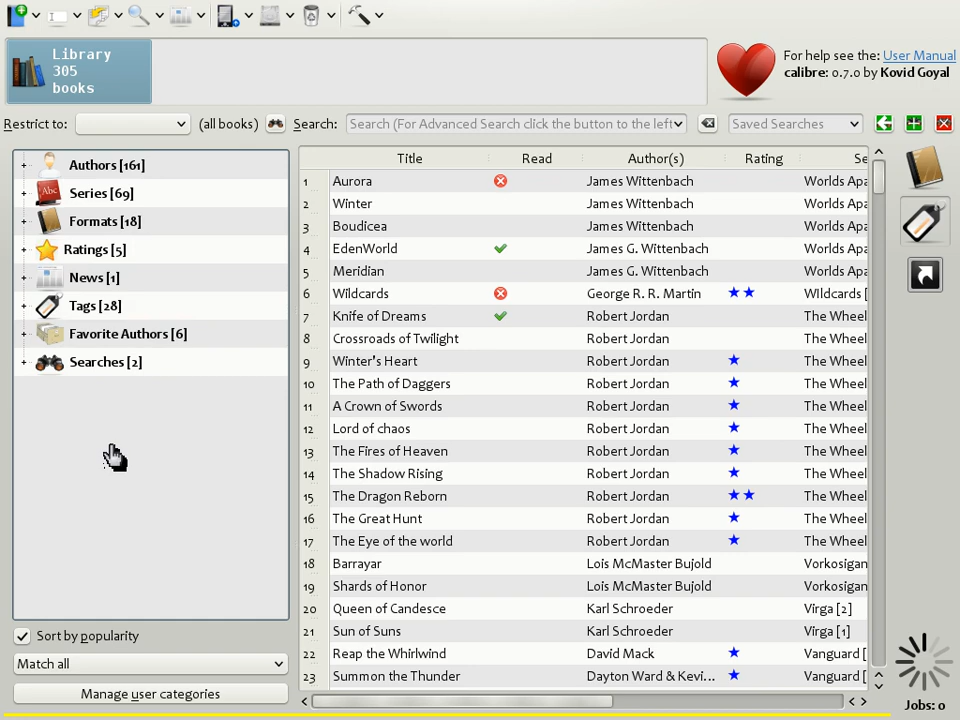 Library
305
books
For help see the: User Manual
calibre: 0.7.0 by Kovid Goyal
Restrict to: (all books) Search: Search (For Advanced Search click the button to the left Saved Searches
Authors [161]
Series [69]
Formats [18]
Ratings [5]
News [1]
Tags [28]
Favorite Authors [6]
Searches [2]
Sort by popularity
Match all
Manage user categories
Title Read Author(s) Rating Se
1 Aurora James Wittenbach Worlds Apa
2 Winter James Wittenbach Worlds Apa
3 Boudicea James Wittenbach Worlds Apa
4 EdenWorld James G. Wittenbach Worlds Apa
5 Meridian James G. Wittenbach Worlds Apa
6 Wildcards George R. R. Martin WIldcards [
7 Knife of Dreams Robert Jordan The Wheel
8 Crossroads of Twilight Robert Jordan The Wheel
9 Winter's Heart Robert Jordan The Wheel
10 The Path of Daggers Robert Jordan The Wheel
11 A Crown of Swords Robert Jordan The Wheel
12 Lord of chaos Robert Jordan The Wheel
13 The Fires of Heaven Robert Jordan The Wheel
14 The Shadow Rising Robert Jordan The Wheel
15 The Dragon Reborn Robert Jordan The Wheel
16 The Great Hunt Robert Jordan The Wheel
17 The Eye of the world Robert Jordan The Wheel
18 Barrayar Lois McMaster Bujold Vorkosigan
19 Shards of Honor Lois McMaster Bujold Vorkosigan
20 Queen of Candesce Karl Schroeder Virga [2]
21 Sun of Suns Karl Schroeder Virga [1]
22 Reap the Whirlwind David Mack Vanguard [
23 Summon the Thunder Dayton Ward & Kevi... Vanguard [
Jobs: 0